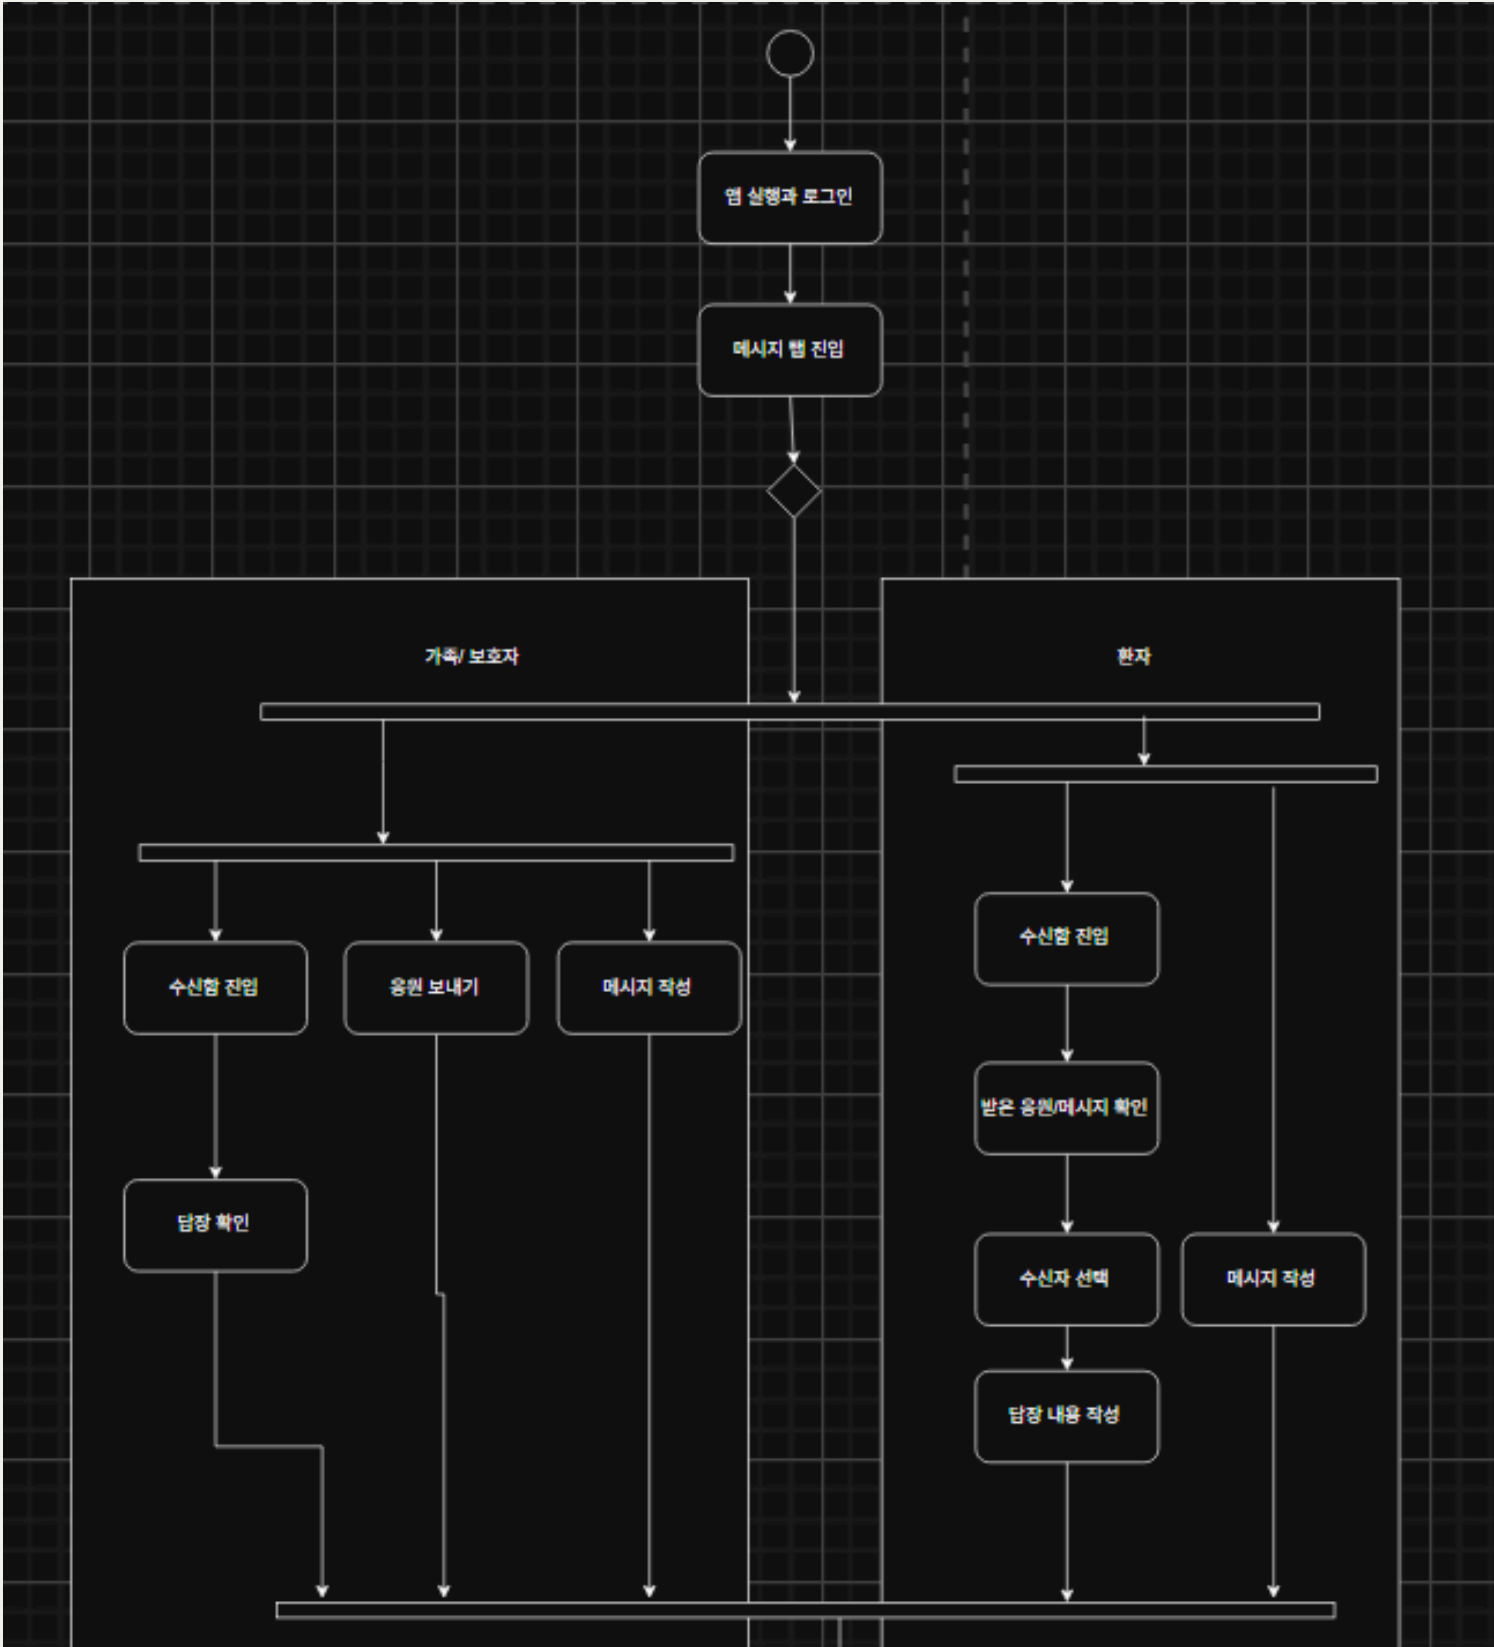 앱 실행과 로그인
메시지 탭 진입
가족/ 보호자
환자
수신함 진입
응원 보내기
메시지 작성
답장 확인
수신함 진입
받은 응원/메시지 확인
수신자 선택
메시지 작성
답장 내용 작성